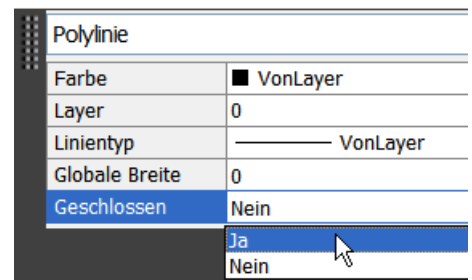 Polylinie
Farbe VonLayer
Layer 0
Linientyp VonLayer
Globale Breite 0
Geschlossen Nein
Ja
Nein